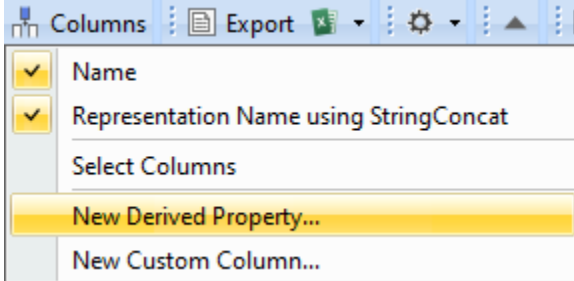 Columns Export
Name
Representation Name using StringConcat
Select Columns
New Derived Property...
New Custom Column...